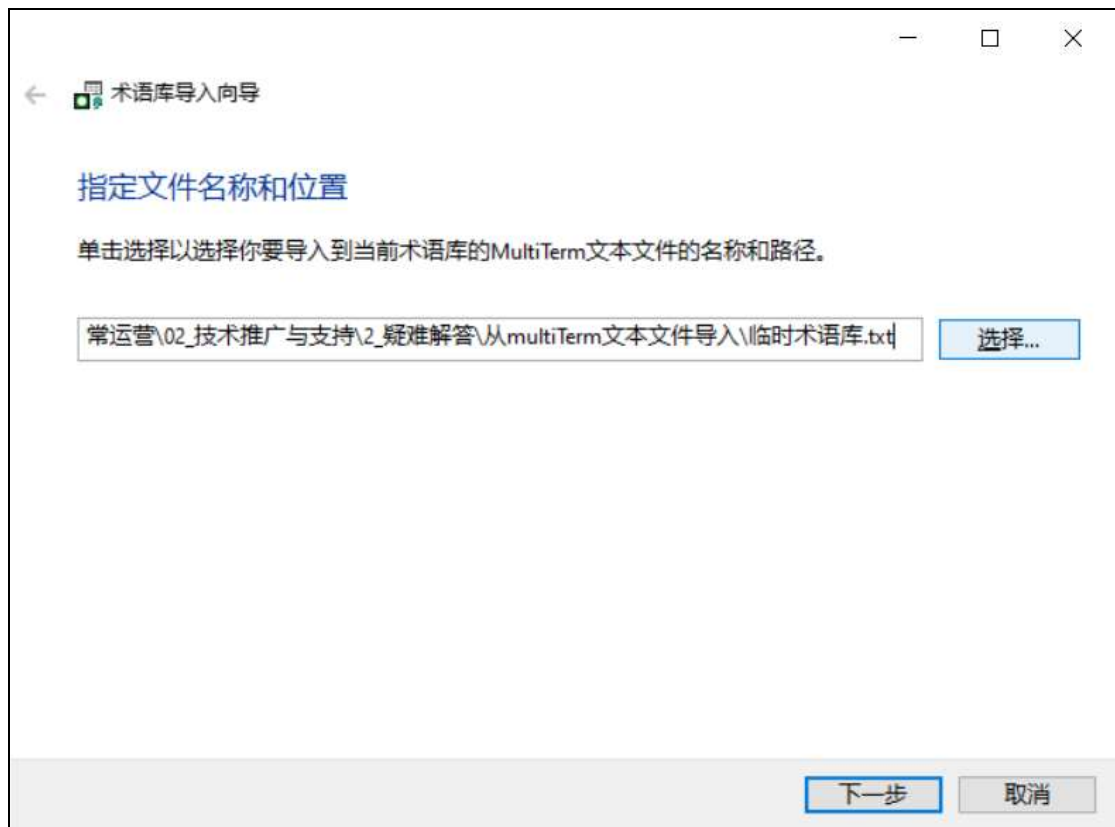 术语库导入向导
指定文件名称和位置
单击选择以选择你要导入到当前术语库的MultiTerm文本文件的名称和路径。
常运营\02_技术推广与支持\2_疑难解答\从multiTerm文本文件导入\临时术语库.txt
选择...
下一步
取消